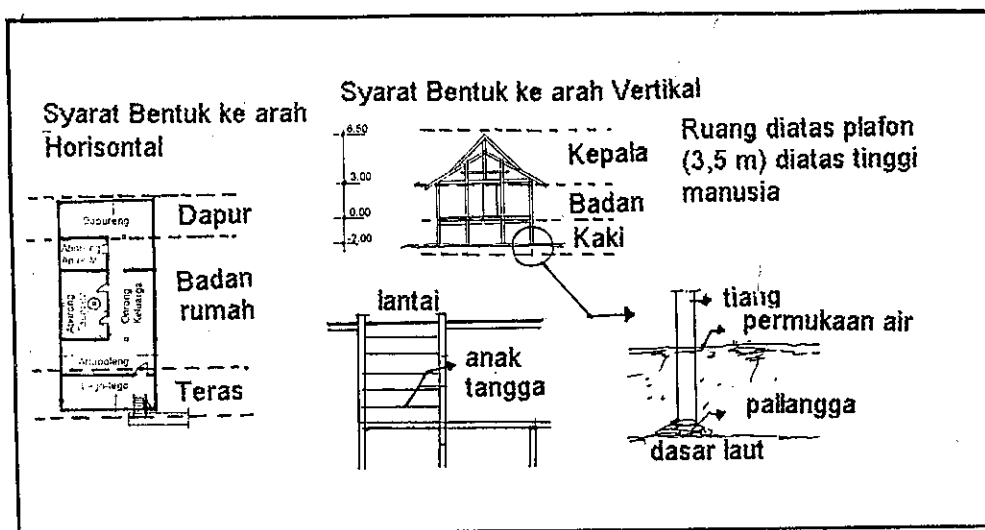 Syarat Bentuk ke arah
Horisontal
Dapureng
Dapur
Badan
rumah
Keluarga
Teras
Syarat Bentuk ke arah Vertikal
6.50
3.00
0.00
-2.00
Kepala
Badan
Kaki
Ruang diatas plafon
(3,5 m) diatas tinggi
manusia
lantai
anak
tangga
tiang
permukaan air
pallangga
dasar laut